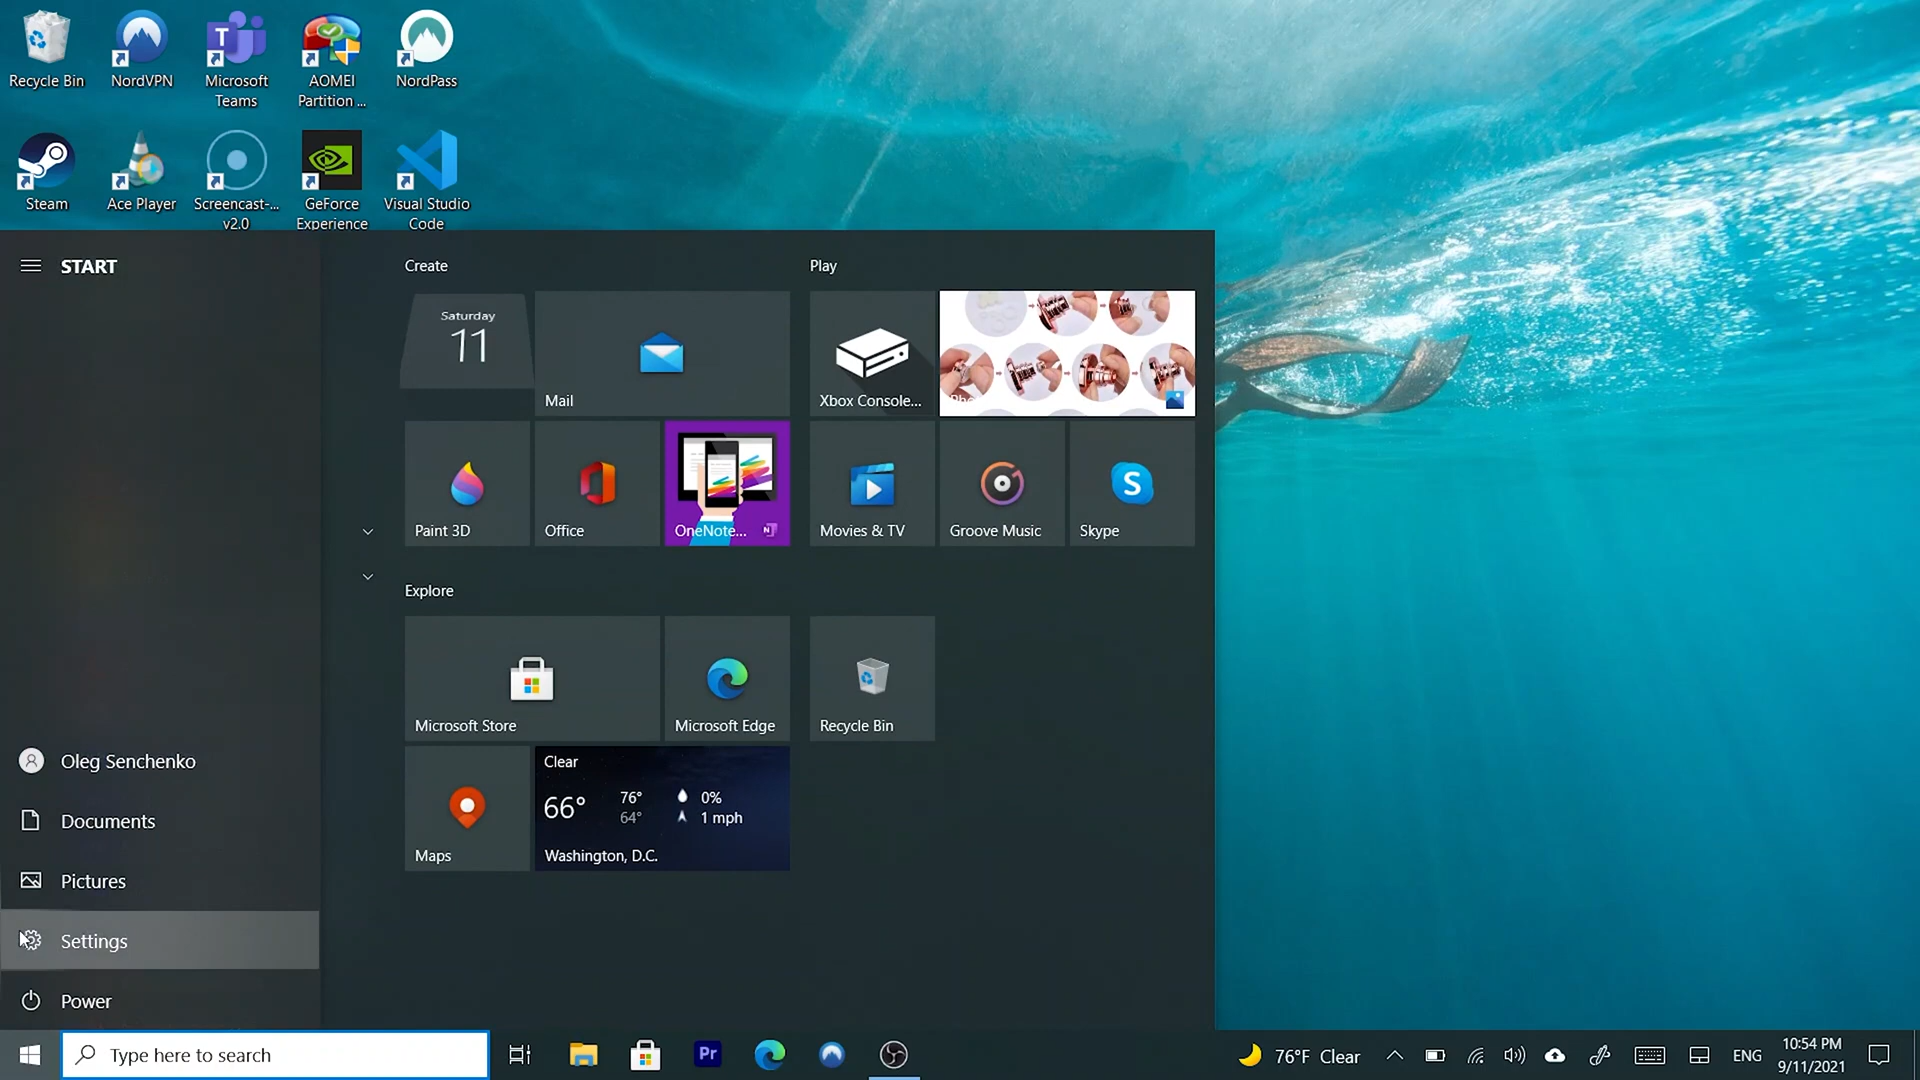 Recycle Bin
NordVPN
Microsoft
Teams
AOMEI
Partition ...
NordPass
Steam
Ace Player
Screencast-...
v2.0
GeForce
Experience
Visual Studio
Code
START
Create
Play
Saturday
11
Mail
Xbox Console...
Paint 3D
Office
OneNote...
Movies & TV
Groove Music
Skype
Explore
Microsoft Store
Microsoft Edge
Recycle Bin
Maps
Clear
66°
76°
64°
0%
1 mph
Washington, D.C.
Oleg Senchenko
Documents
Pictures
Settings
Power
Type here to search
Pr
76°F Clear
ENG
10:54 PM
9/11/2021